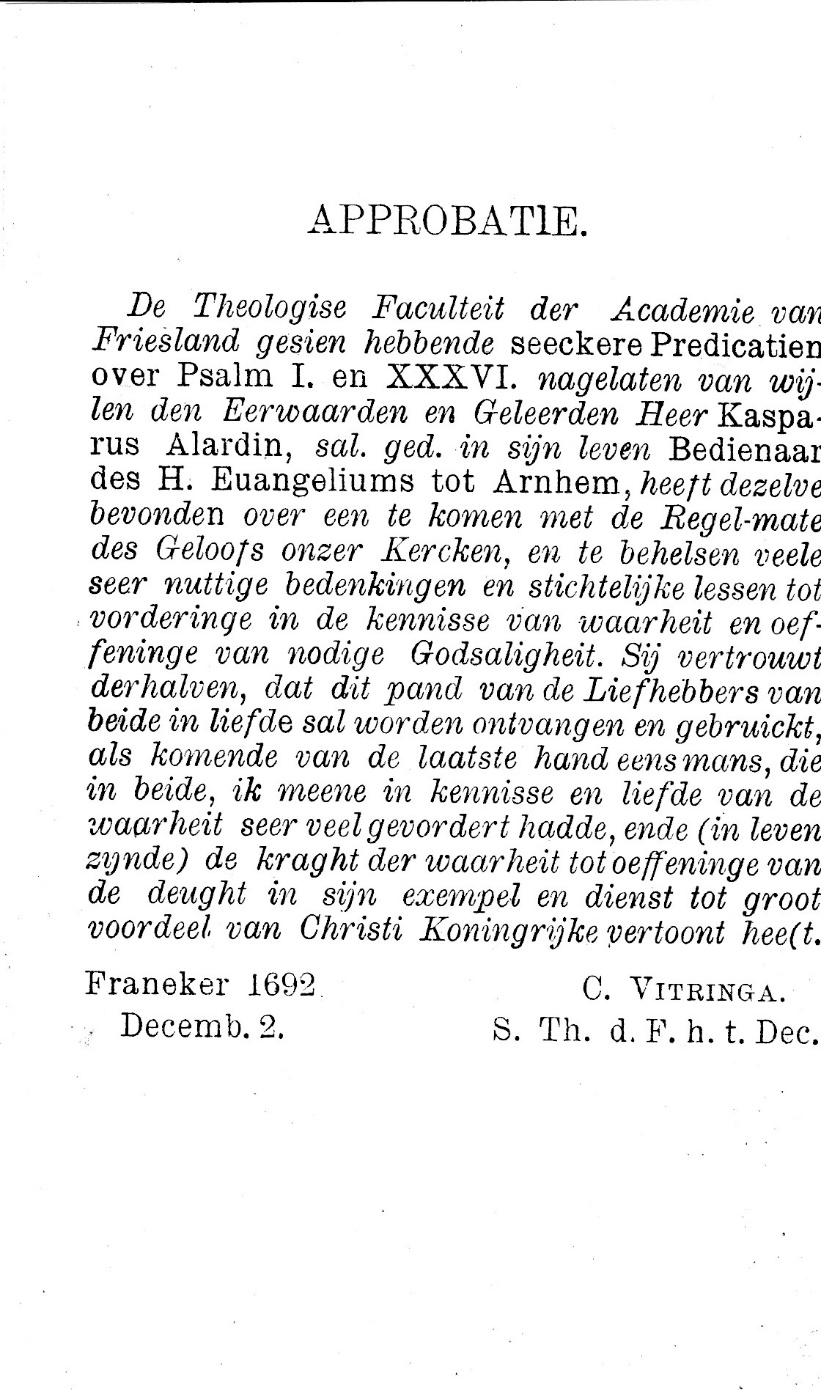 APPROBATIE.
De Theologise Faculteit der Academie van
Friesland gesien hebbende seeckere Predicatien
over Psalm I. en XXXVI. nagelaten van wij-
len den Eerwaarden en Geleerden Heer Kaspa-
rus Alardin, sal. ged. in sijn leven Bedienaar
des H. Euangeliums tot Arnhem, heeft dezelve
bevonden over een te komen met de Regel-mate
des Geloofs onzer Kercken, en te behelsen veele
seer nuttige bedenkingen en stichtelijke lessen tot
vorderinge in de kennisse van waarheit en oef-
feninge van nodige Godsaligheit. Sij vertrouwt
derhalven, dat dit pand van de Liefhebbers van
beide in liefde sal worden ontvangen en gebruickt,
als komende van de laatste hand eens mans, die
in beide, ik meene in kennisse en liefde van de
waarheit seer veel gevordert hadde, ende (in leven
zynde) de kraght der waarheit tot oeffeninge van
de deught in sijn exempel en dienst tot groot
voordeel van Christi Koningrijke vertoont heeft.
Franeker 1692 C. VITRINGA.
Decemb. 2. S. Th. d. F. h. t. Dec.